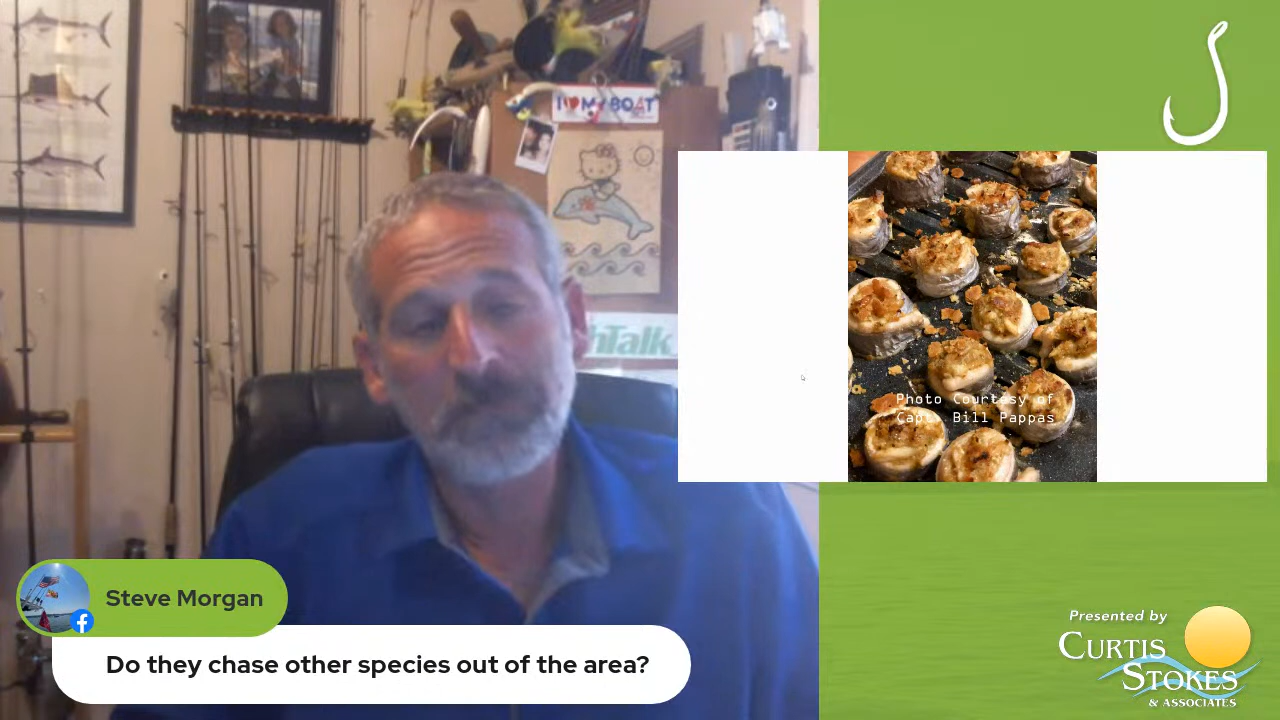 I MY BOAT
hTalk
Photo Courtesy of
Capt. Bill Pappas
Steve Morgan
Do they chase other species out of the area?
Presented by
CURTIS
STOKES
& ASSOCIATES